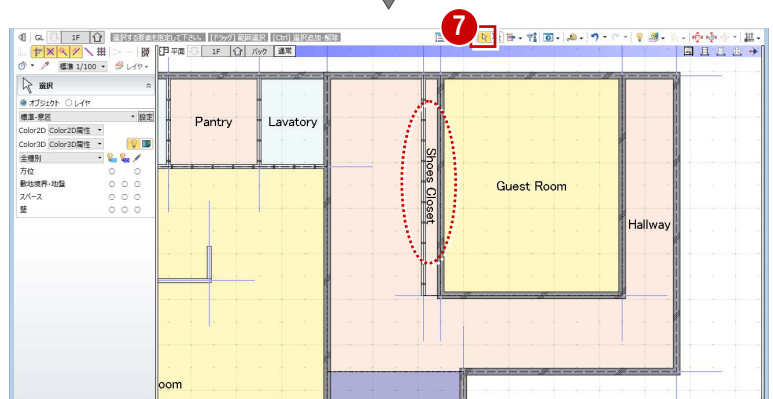 7
GL 1F 選択する要素を指定して下さい。 [ドラッグ] 範囲選択 [Ctrl] 選択追加・解除
平面 1F バック 通常
標準 1/100 レイヤ
選択
オブジェクト レイヤ
標準-意匠 設定
Color2D Color2D属性
Color3D Color3D属性
全種別
方位
敷地境界・地盤
スペース
壁
Pantry
Lavatory
Shoes Closet
Guest Room
Hallway
oom